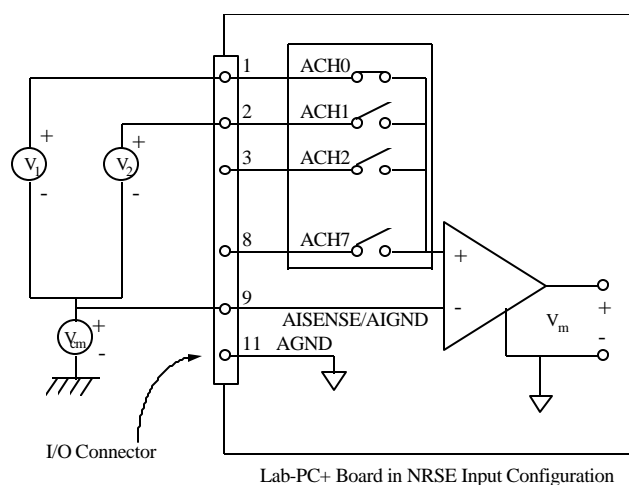 1 ACH0
2 ACH1
3 ACH2
8 ACH7
9
AISENSE/AIGND
11 AGND
+
V1
-
+
V2
-
+
Vcm
-
+
-
+
Vm
-
I/O Connector
Lab-PC+ Board in NRSE Input Configuration